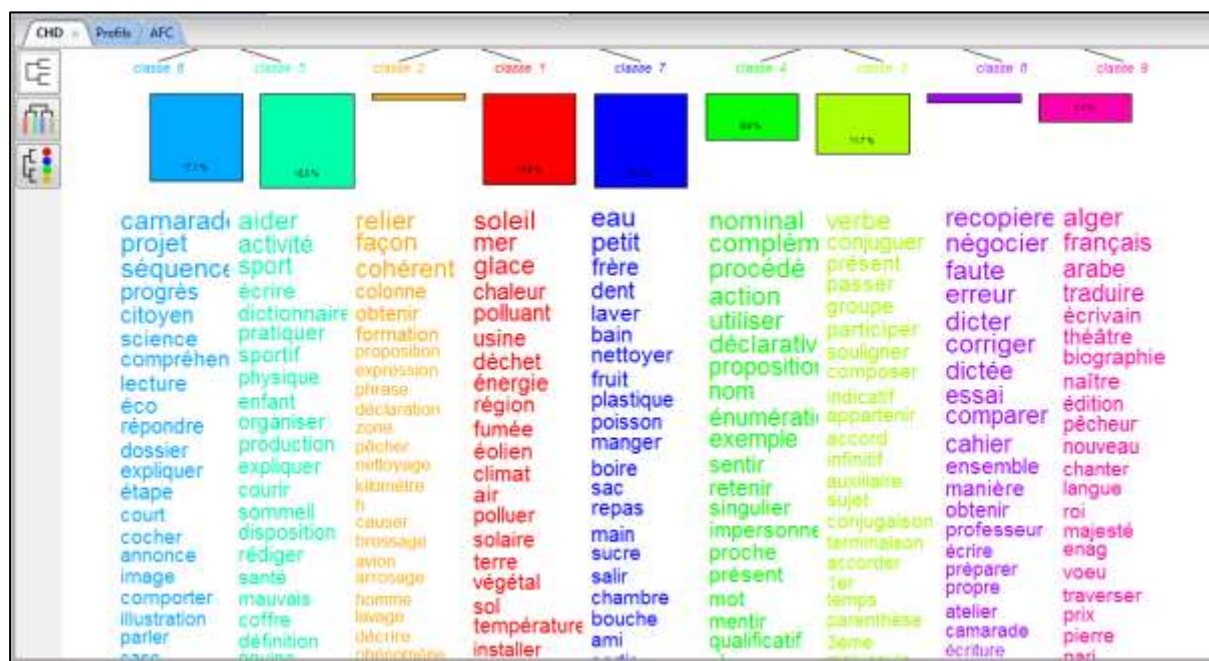 CHD Profils AFC
classe 6 classe 5 classe 2 classe 1 classe 7 classe 4 classe 3 classe 8 classe 9
camarade
projet
séquence
progrès
citoyen
science
compréhen
lecture
éco
répondre
dossier
expliquer
étape
court
cocher
annonce
image
comporter
illustration
parler
case
aider
activité
sport
écrire
dictionnaire
pratiquer
sportif
physique
enfant
organiser
production
expliquer
courir
sommeil
disposition
rédiger
santé
mauvais
coffre
définition
relier
façon
cohérent
colonne
obtenir
formation
proposition
expression
phrase
déclaration
zone
pêcher
nettoyage
kilomètre
h
causer
brossage
avion
arrosage
homme
lavage
décrire
phénomène
soleil
mer
glace
chaleur
polluant
usine
déchet
énergie
région
fumée
éolien
climat
air
polluer
solaire
terre
végétal
sol
température
installer
eau
petit
frère
dent
laver
bain
nettoyer
fruit
plastique
poisson
manger
boire
sac
repas
main
sucre
salir
chambre
bouche
ami
nominal
complém
procédé
action
utiliser
déclarativ
proposition
nom
énumérati
exemple
sentir
retenir
singulier
impersonne
proche
présent
mot
mentir
qualificatif
verbe
conjuguer
présent
passer
groupe
participer
souligner
composer
indicatif
appartenir
accord
infinitif
auxiliaire
sujet
conjugaison
terminaison
accorder
1er
temps
parenthèse
3eme
recopiere
négocier
faute
erreur
dicter
corriger
dictée
essai
comparer
cahier
ensemble
manière
obtenir
professeur
écrire
préparer
propre
atelier
camarade
écriture
alger
français
arabe
traduire
écrivain
théâtre
biographie
naître
édition
pêcheur
nouveau
chanter
langue
roi
majesté
enag
voeu
traverser
prix
pierre